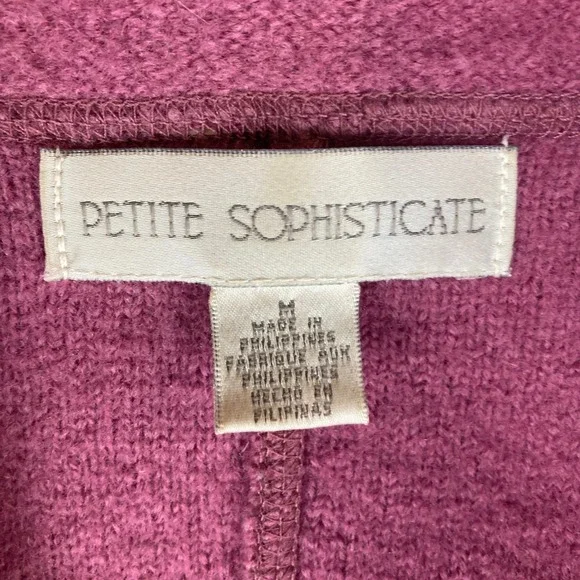 PETITE SOPHISTICATE
M
MADE IN
PHILIPPINES
FABRIQUE AUX
PHILIPPINES
HECHO EN
FILIPINAS